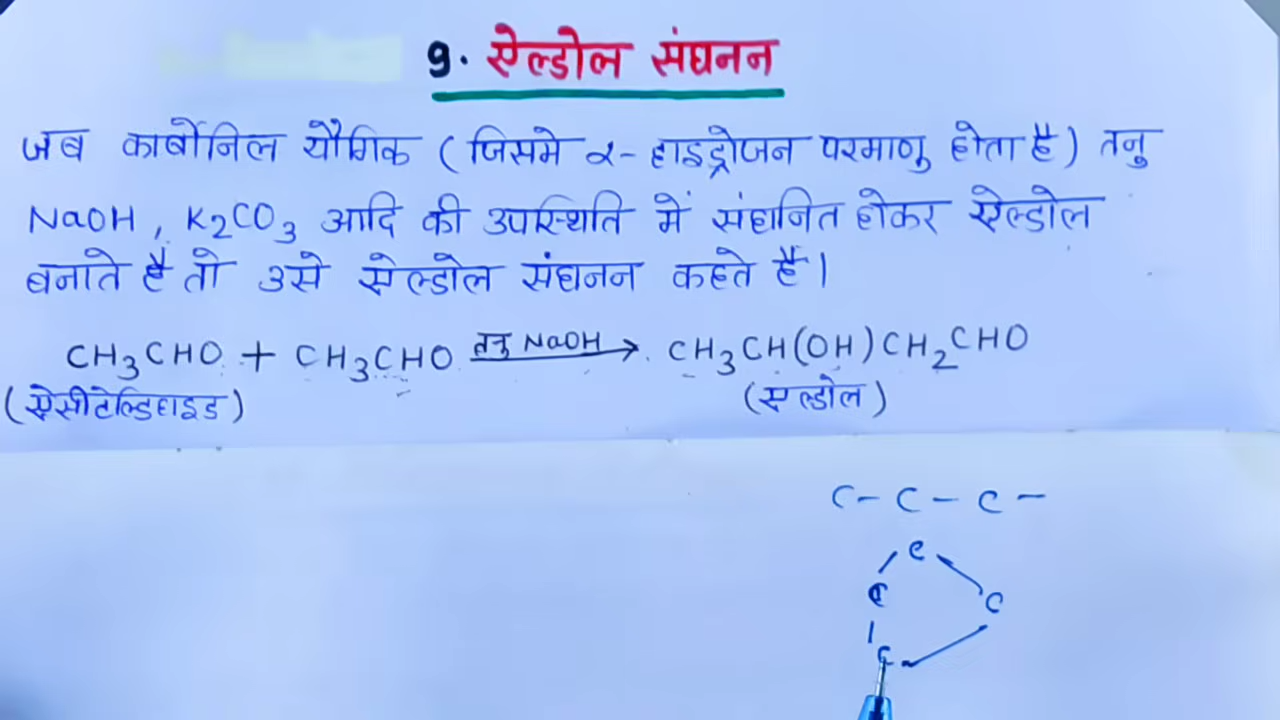 9. ऐल्डोल संघनन
जब कार्बोनिल यौगिक (जिसमे α-हाइड्रोजन परमाणु होता है) तनु
NaOH, K2CO3 आदि की उपस्थिति में संघनित होकर ऐल्डोल
बनाते है तो उसे ऐल्डोल संघनन कहते हैं।
CH3CHO + CH3CHO तनु NaOH → CH3CH(OH)CH2CHO
(ऐसीटेल्डिहाइड) (एल्डोल)
C - C - C -
C
C C
C